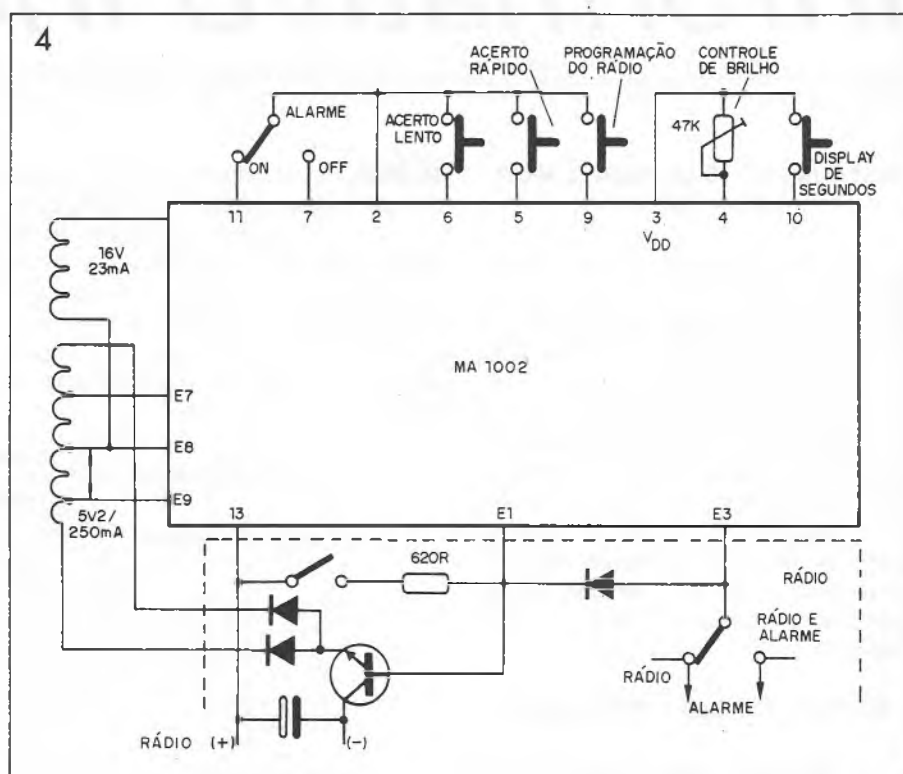 4
ALARME
ON
OFF
ACERTO
LENTO
ACERTO
RÁPIDO
PROGRAMAÇÃO
DO RÁDIO
CONTROLE
DE BRILHO
47K
DISPLAY
DE
SEGUNDOS
11
7
2
6
5
9
3
4
10
VDD
16V
23mA
MA 1002
E7
E8
E9
5V2/
250mA
13
E1
E3
620R
RÁDIO
RÁDIO E
ALARME
RÁDIO
ALARME
RÁDIO (+)
(-)